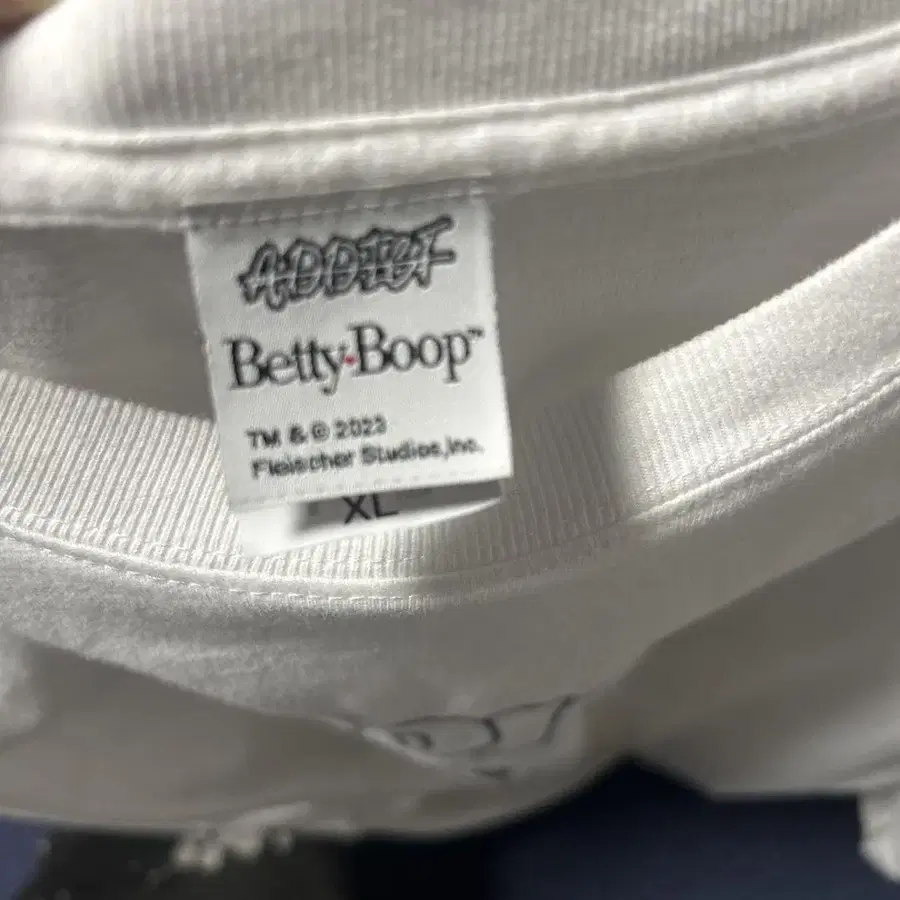 ADDICT
Betty·Boop™
TM & © 2023
Fleischer Studios, Inc.
XL